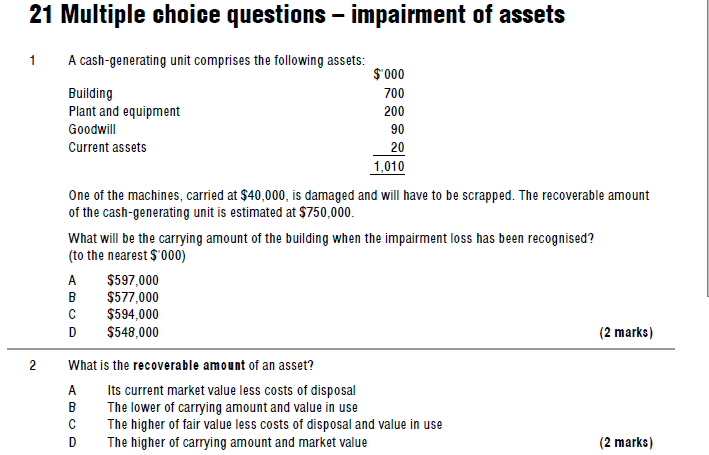 21 Multiple choice questions – impairment of assets
1 A cash-generating unit comprises the following assets:
$'000
Building 700
Plant and equipment 200
Goodwill 90
Current assets 20
1,010
One of the machines, carried at $40,000, is damaged and will have to be scrapped. The recoverable amount
of the cash-generating unit is estimated at $750,000.
What will be the carrying amount of the building when the impairment loss has been recognised?
(to the nearest $'000)
A $597,000
B $577,000
C $594,000
D $548,000 (2 marks)
2 What is the recoverable amount of an asset?
A Its current market value less costs of disposal
B The lower of carrying amount and value in use
C The higher of fair value less costs of disposal and value in use
D The higher of carrying amount and market value (2 marks)